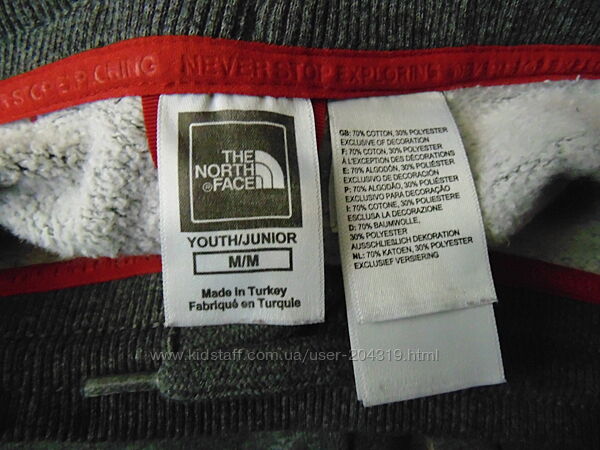 NEVER STOP EXPLORING
THE
NORTH
FACE
YOUTH/JUNIOR
M/M
Made in Turkey
Fabriqué en Turquie
GB: 70% COTTON, 30% POLYESTER
EXCLUSIVE OF DECORATION
F: 70% COTON, 30% POLYESTER
À L'EXCEPTION DES DÉCORATIONS
E: 70% ALGODÓN, 30% POLIÉSTER
EXCLUSIVO DE DECORACIÓN
P: 70% ALGODÃO, 30% POLIÉSTER
EXCLUSIVO PARA DECORAÇÃO
I: 70% COTONE, 30% POLIESTERE
ESCLUSA LA DECORAZIONE
D: 70% BAUMWOLLE,
30% POLYESTER
AUSSCHLIESLICH DEKORATION
NL: 70% KATOEN, 30% POLYESTER
EXCLUSIEF VERSIERING
www.kidstaff.com.ua/user-204319.html